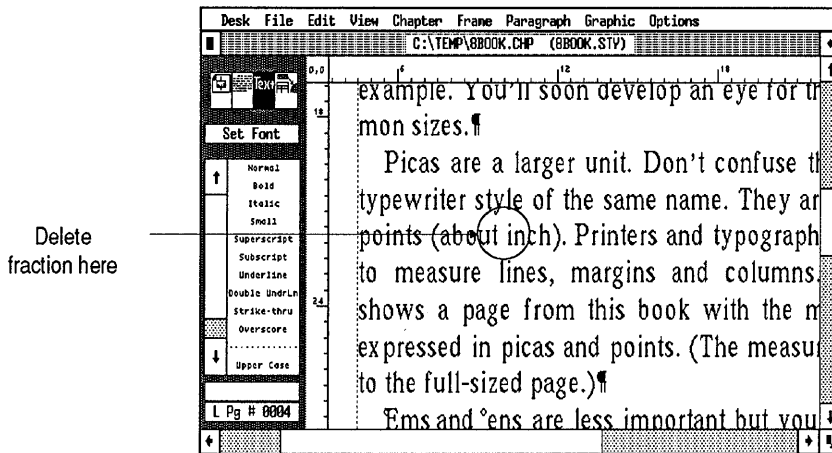 Desk File Edit View Chapter Frame Paragraph Graphic Options
C:\TEMP\8BOOK.CHP (8BOOK.STY)
0,0 6 12 18
Text
18
24
Set Font
Normal
Bold
Italic
Small
Superscript
Subscript
Underline
Double UndrLn
Strike-thru
Overscore
Upper Case
L Pg # 0004
example. You'll soon develop an eye for th
mon sizes.¶
Picas are a larger unit. Don't confuse th
typewriter style of the same name. They ar
points (about inch). Printers and typograph
to measure lines, margins and columns.
shows a page from this book with the m
expressed in picas and points. (The measur
to the full-sized page.)¶
Ems and °ens are less important but you
Delete
fraction here